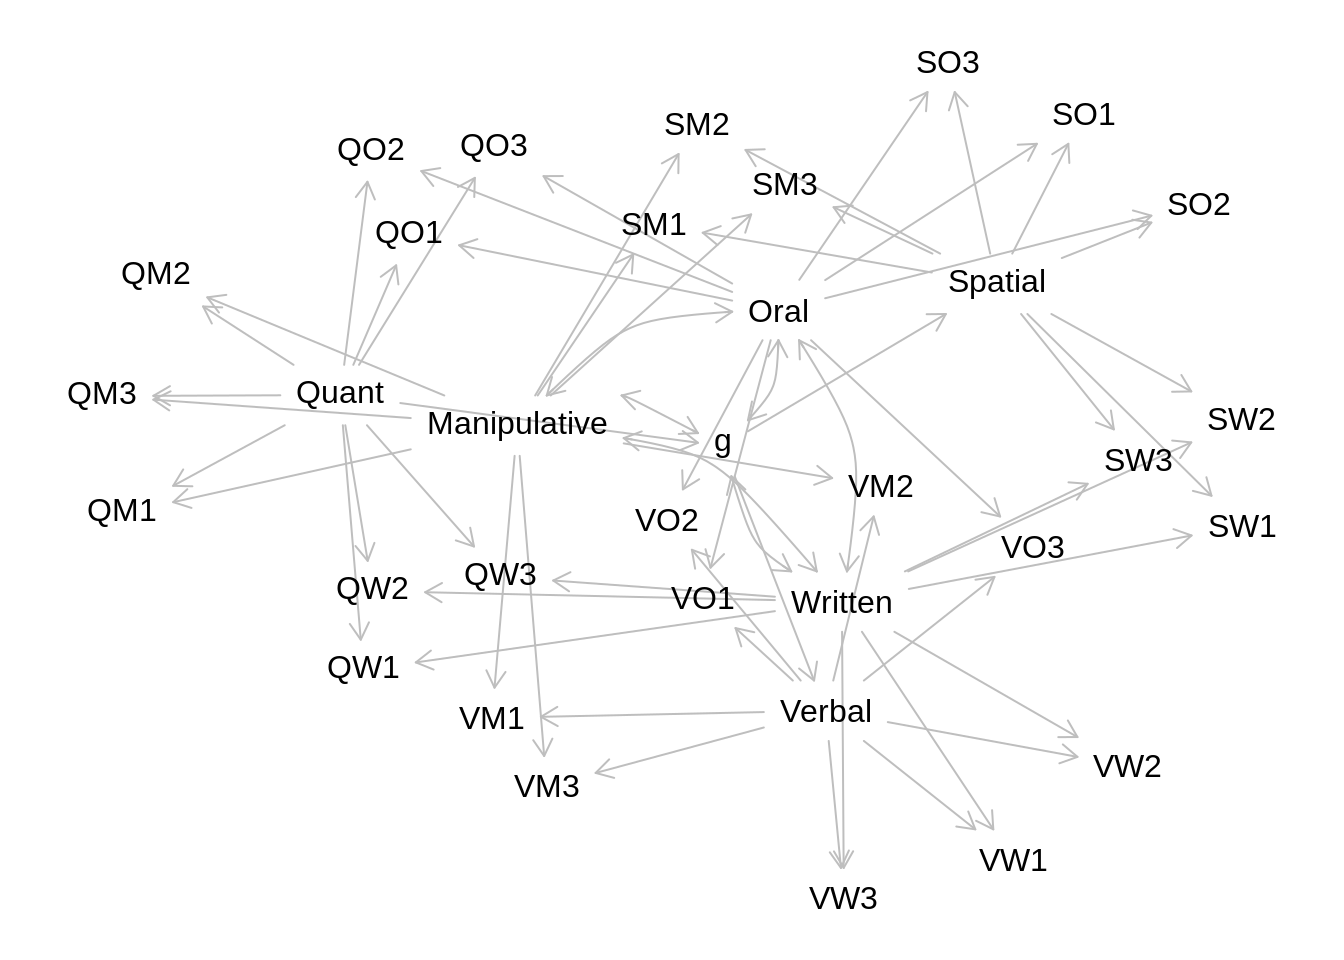 SO3
SO1
SM2
QO3
QO2
SM3
SO2
SM1
QO1
QM2
Spatial
Oral
Quant
QM3
SW2
Manipulative
g
SW3
VM2
QM1
VO2
SW1
VO3
QW3
QW2
VO1
Written
QW1
Verbal
VM1
VW2
VM3
VW1
VW3